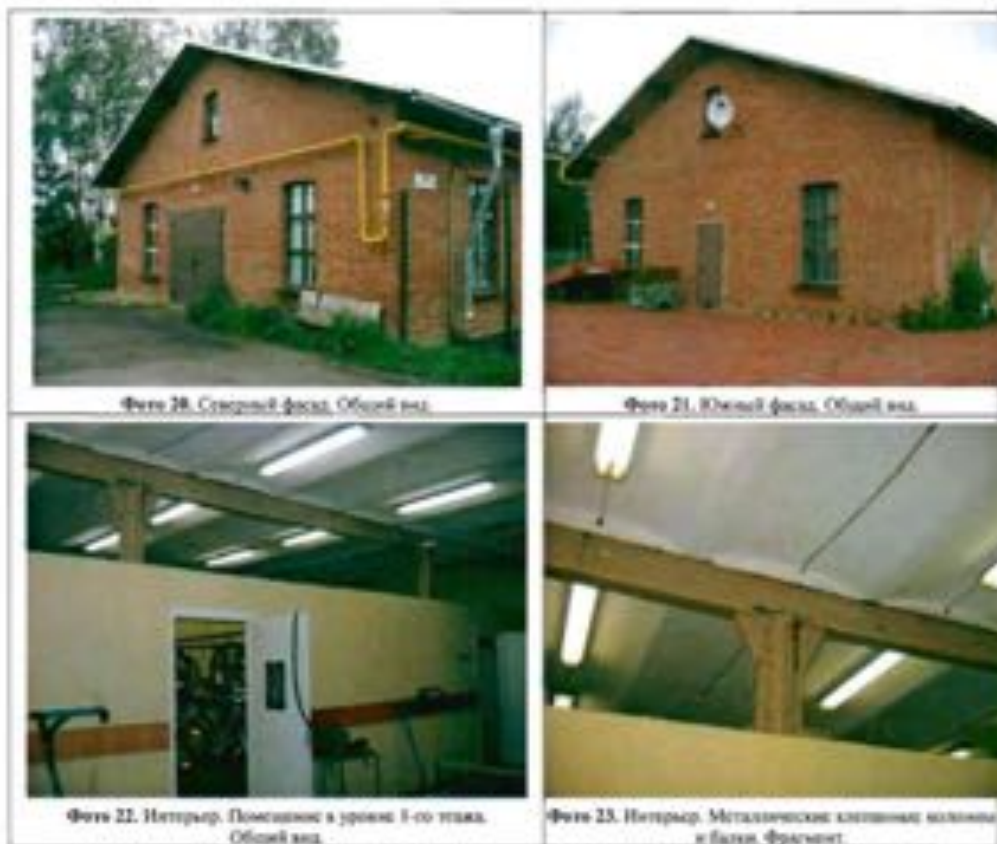 Фото 20. Северный фасад. Общий вид.
Фото 21. Южный фасад. Общий вид.
Фото 22. Интерьер. Помещение в уровне 1-го этажа.
Общий вид.
Фото 23. Интерьер. Металлические клепаные колонны
и балки. Фрагмент.